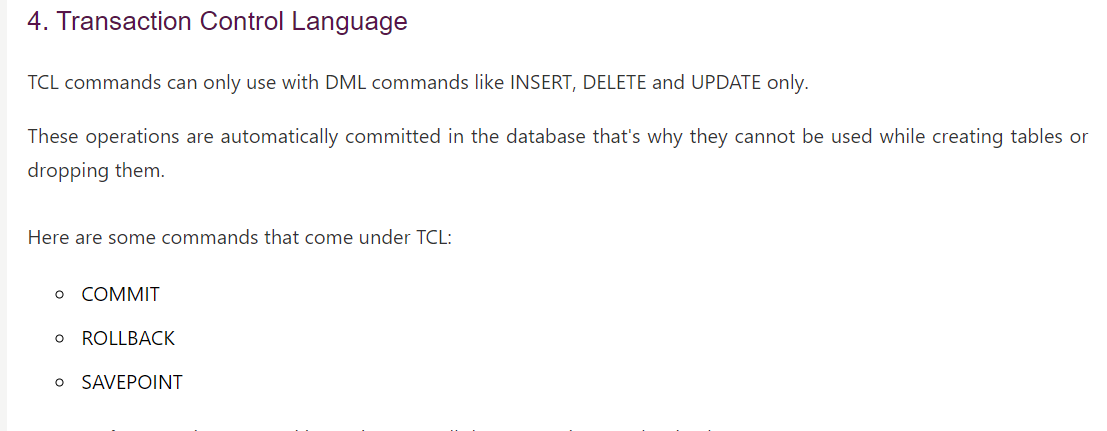 4. Transaction Control Language
TCL commands can only use with DML commands like INSERT, DELETE and UPDATE only.
These operations are automatically committed in the database that's why they cannot be used while creating tables or
dropping them.
Here are some commands that come under TCL:
COMMIT
ROLLBACK
SAVEPOINT